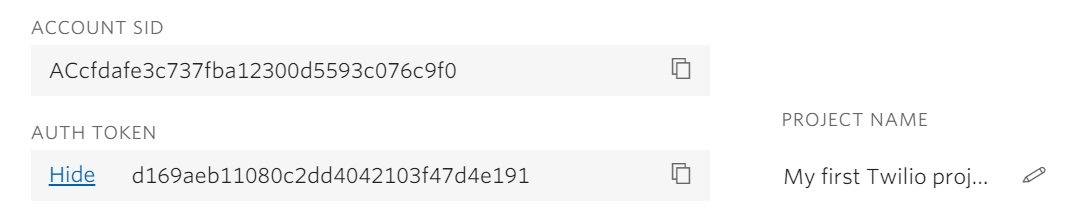 ACCOUNT SID
ACcfdafe3c737fba12300d5593c076c9f0
AUTH TOKEN
Hide d169aeb11080c2dd4042103f47d4e191
PROJECT NAME
My first Twilio proj...